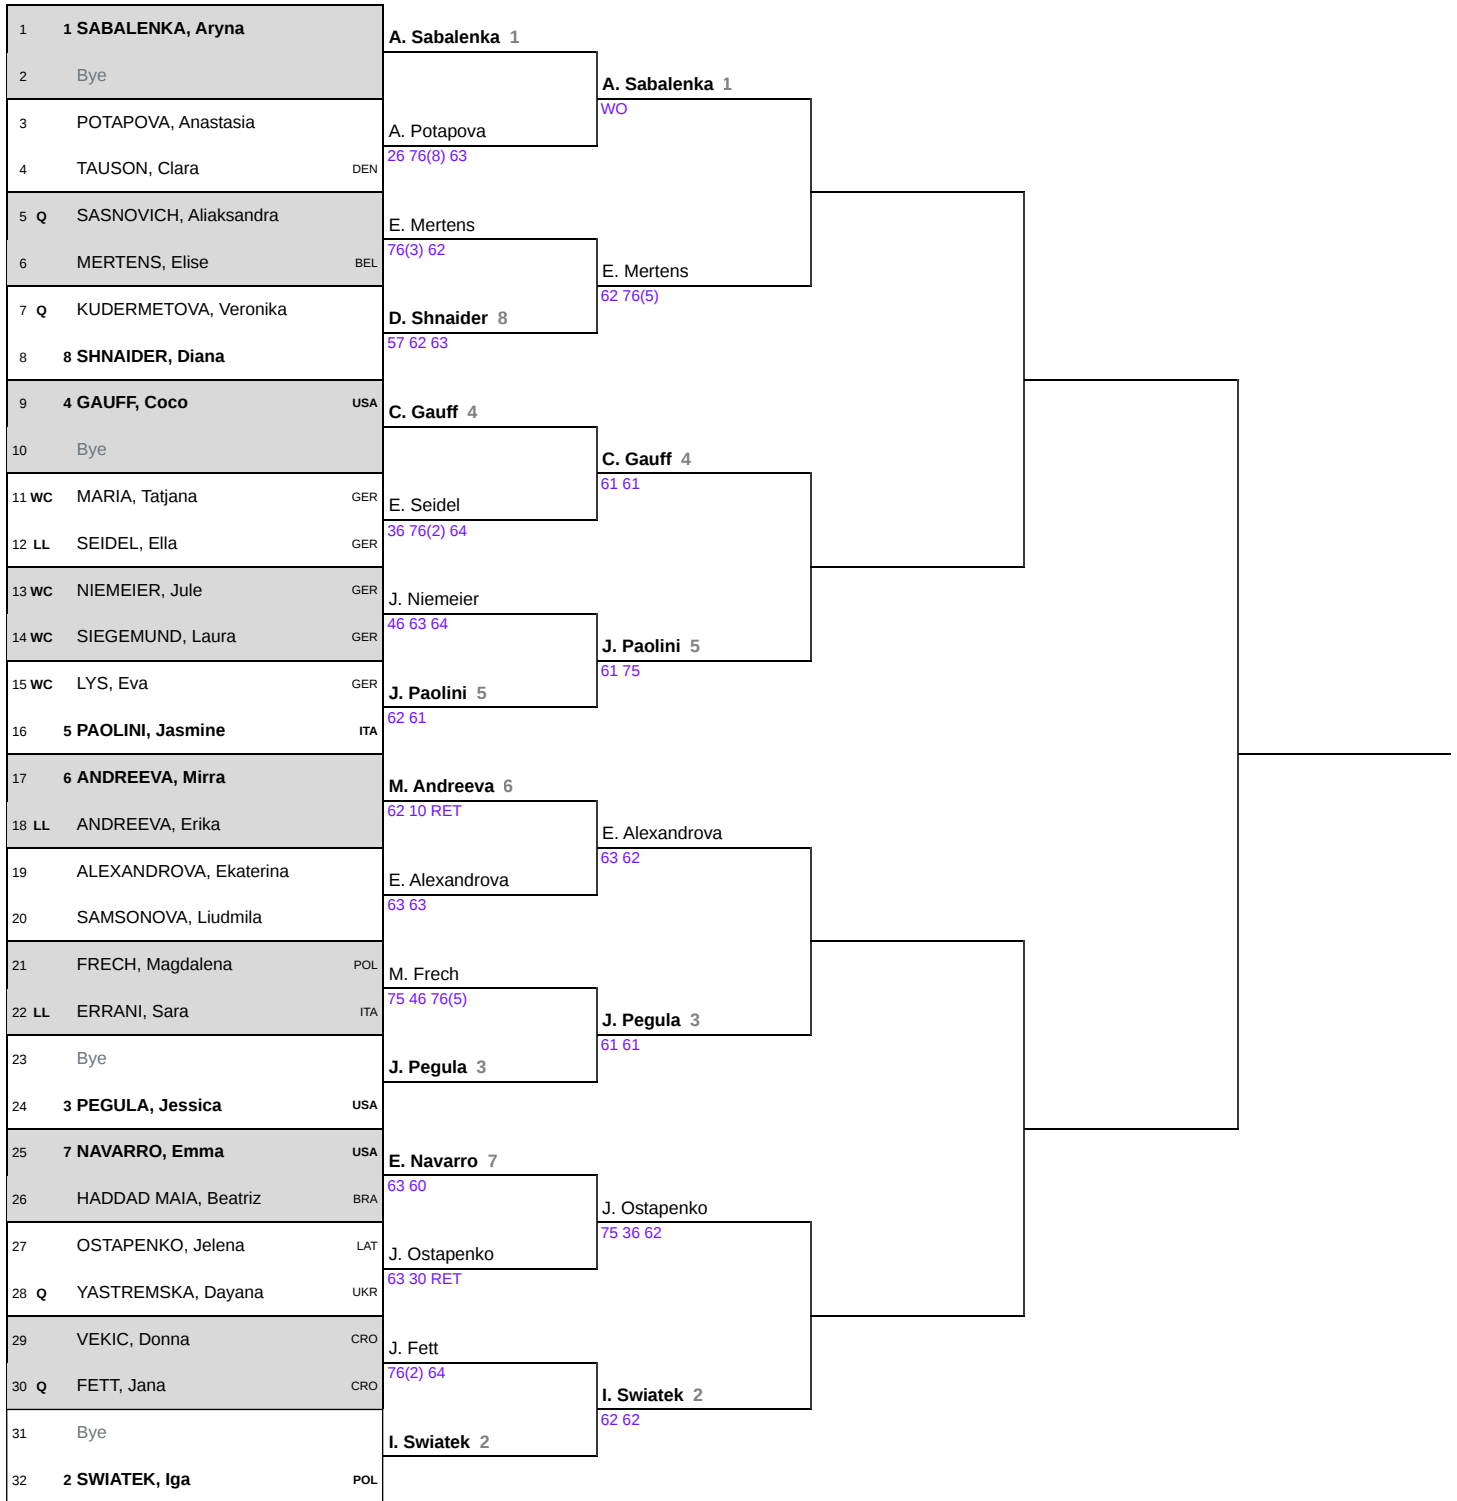 1 1 SABALENKA, Aryna
2 Bye
3 POTAPOVA, Anastasia
4 TAUSON, Clara DEN
5 Q SASNOVICH, Aliaksandra
6 MERTENS, Elise BEL
7 Q KUDERMETOVA, Veronika
8 8 SHNAIDER, Diana
9 4 GAUFF, Coco USA
10 Bye
11 WC MARIA, Tatjana GER
12 LL SEIDEL, Ella GER
13 WC NIEMEIER, Jule GER
14 WC SIEGEMUND, Laura GER
15 WC LYS, Eva GER
16 5 PAOLINI, Jasmine ITA
17 6 ANDREEVA, Mirra
18 LL ANDREEVA, Erika
19 ALEXANDROVA, Ekaterina
20 SAMSONOVA, Liudmila
21 FRECH, Magdalena POL
22 LL ERRANI, Sara ITA
23 Bye
24 3 PEGULA, Jessica USA
25 7 NAVARRO, Emma USA
26 HADDAD MAIA, Beatriz BRA
27 OSTAPENKO, Jelena LAT
28 Q YASTREMSKA, Dayana UKR
29 VEKIC, Donna CRO
30 Q FETT, Jana CRO
31 Bye
32 2 SWIATEK, Iga POL
A. Sabalenka 1
A. Potapova
26 76(8) 63
E. Mertens
76(3) 62
D. Shnaider 8
57 62 63
C. Gauff 4
E. Seidel
36 76(2) 64
J. Niemeier
46 63 64
J. Paolini 5
62 61
M. Andreeva 6
62 10 RET
E. Alexandrova
63 63
M. Frech
75 46 76(5)
J. Pegula 3
E. Navarro 7
63 60
J. Ostapenko
63 30 RET
J. Fett
76(2) 64
I. Swiatek 2
A. Sabalenka 1
WO
E. Mertens
62 76(5)
C. Gauff 4
61 61
J. Paolini 5
61 75
E. Alexandrova
63 62
J. Pegula 3
61 61
J. Ostapenko
75 36 62
I. Swiatek 2
62 62